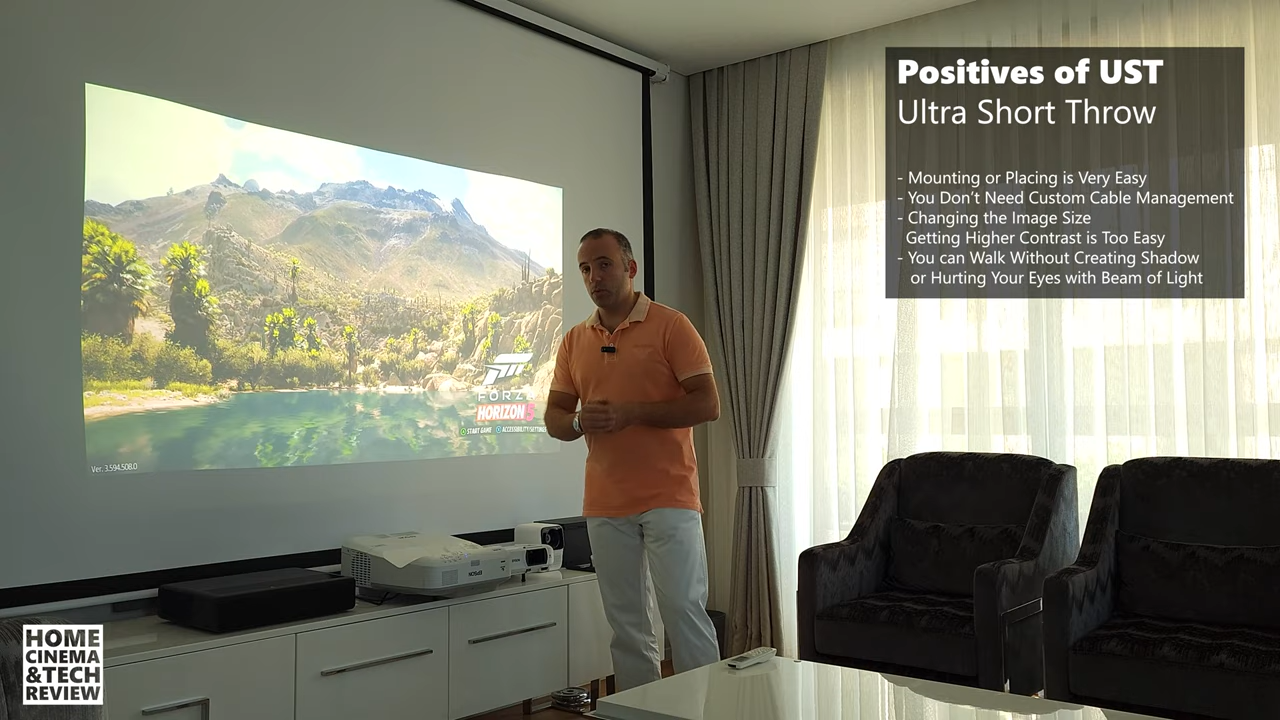 Positives of UST
Ultra Short Throw
- Mounting or Placing is Very Easy
- You Don't Need Custom Cable Management
- Changing the Image Size
Getting Higher Contrast is Too Easy
- You can Walk Without Creating Shadow
or Hurting Your Eyes with Beam of Light
FORZA
HORIZON 5
START GAME
ACCESSIBILITY/SETTINGS
Ver. 3.594.508.0
EPSON
HOME
CINEMA
&TECH
REVIEW